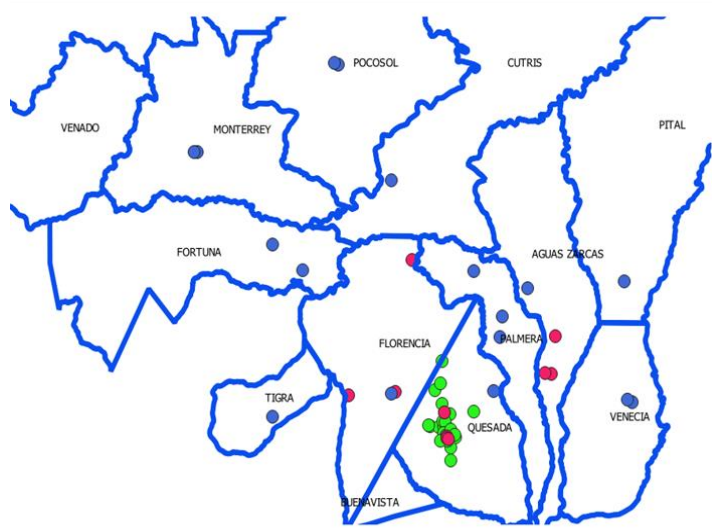 POCOSOL
CUTRIS
VENADO
MONTERREY
PITAL
FORTUNA
AGUAS ZARCAS
FLORENCIA
PALMERA
TIGRA
VENECIA
QUESADA
BUENAVISTA